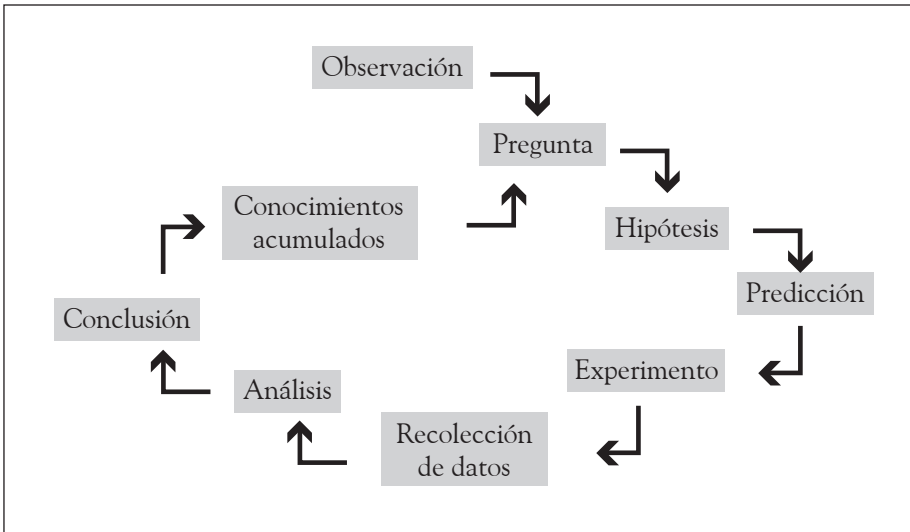 Observación
Pregunta
Conocimientos
acumulados
Hipótesis
Predicción
Conclusión
Experimento
Análisis
Recolección
de datos